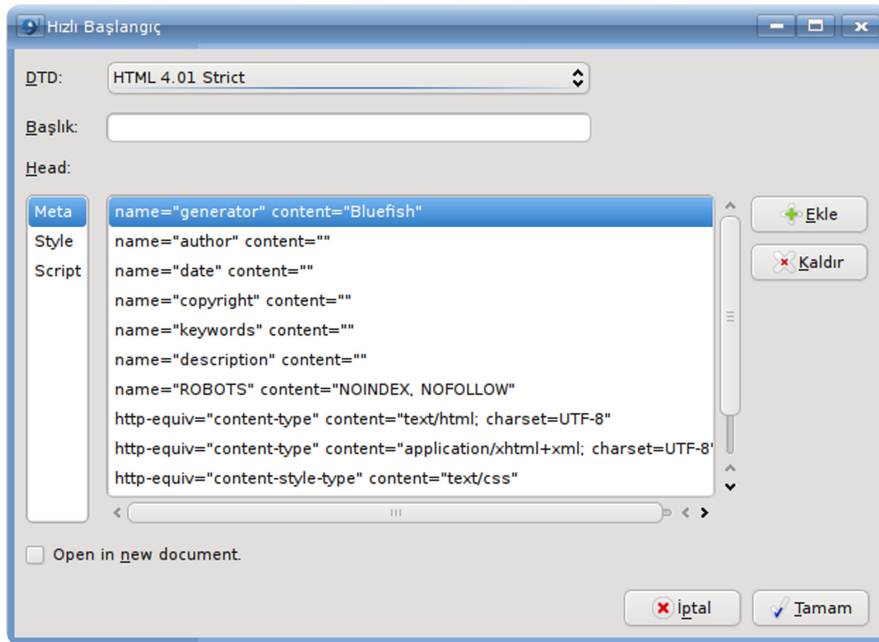 Hızlı Başlangıç
DTD: HTML 4.01 Strict
Başlık:
Head:
Meta
Style
Script
name="generator" content="Bluefish"
name="author" content=""
name="date" content=""
name="copyright" content=""
name="keywords" content=""
name="description" content=""
name="ROBOTS" content="NOINDEX, NOFOLLOW"
http-equiv="content-type" content="text/html; charset=UTF-8"
http-equiv="content-type" content="application/xhtml+xml; charset=UTF-8"
http-equiv="content-style-type" content="text/css"
Ekle
Kaldır
Open in new document.
İptal
Tamam